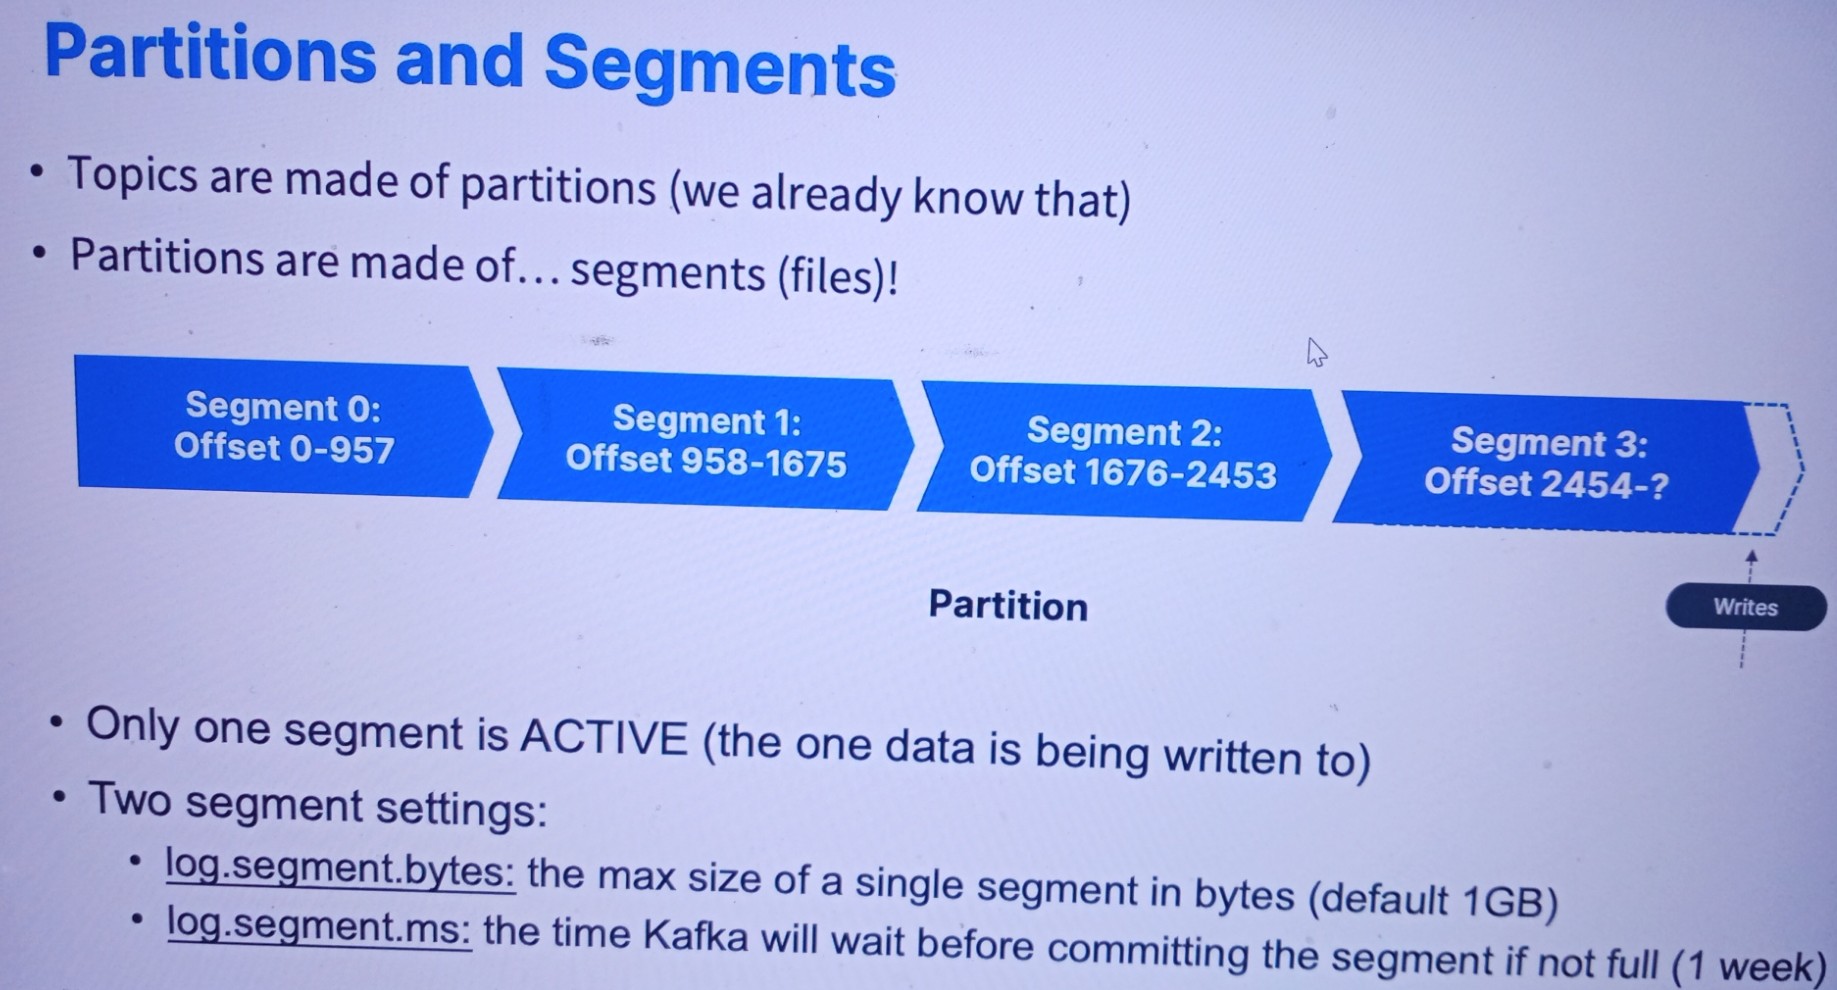 Partitions and Segments
• Topics are made of partitions (we already know that)
• Partitions are made of... segments (files)!
Segment 0:
Offset 0-957
Segment 1:
Offset 958-1675
Segment 2:
Offset 1676-2453
Segment 3:
Offset 2454-?
Partition
Writes
• Only one segment is ACTIVE (the one data is being written to)
• Two segment settings:
• log.segment.bytes: the max size of a single segment in bytes (default 1GB)
• log.segment.ms: the time Kafka will wait before committing the segment if not full (1 week)